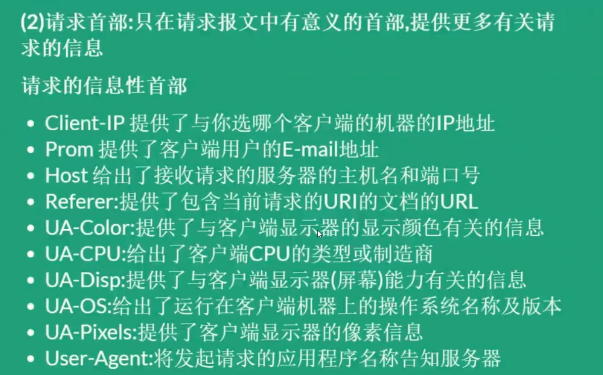 (2)请求首部:只在请求报文中有意义的首部,提供更多有关请
求的信息
请求的信息性首部
• Client-IP 提供了与你选哪个客户端的机器的IP地址
• Prom 提供了客户端用户的E-mail地址
• Host 给出了接收请求的服务器的主机名和端口号
• Referer:提供了包含当前请求的URI的文档的URL
• UA-Color:提供了与客户端显示器的显示颜色有关的信息
• UA-CPU:给出了客户端CPU的类型或制造商
• UA-Disp:提供了与客户端显示器(屏幕)能力有关的信息
• UA-OS:给出了运行在客户端机器上的操作系统名称及版本
• UA-Pixels:提供了客户端显示器的像素信息
• User-Agent:将发起请求的应用程序名称告知服务器